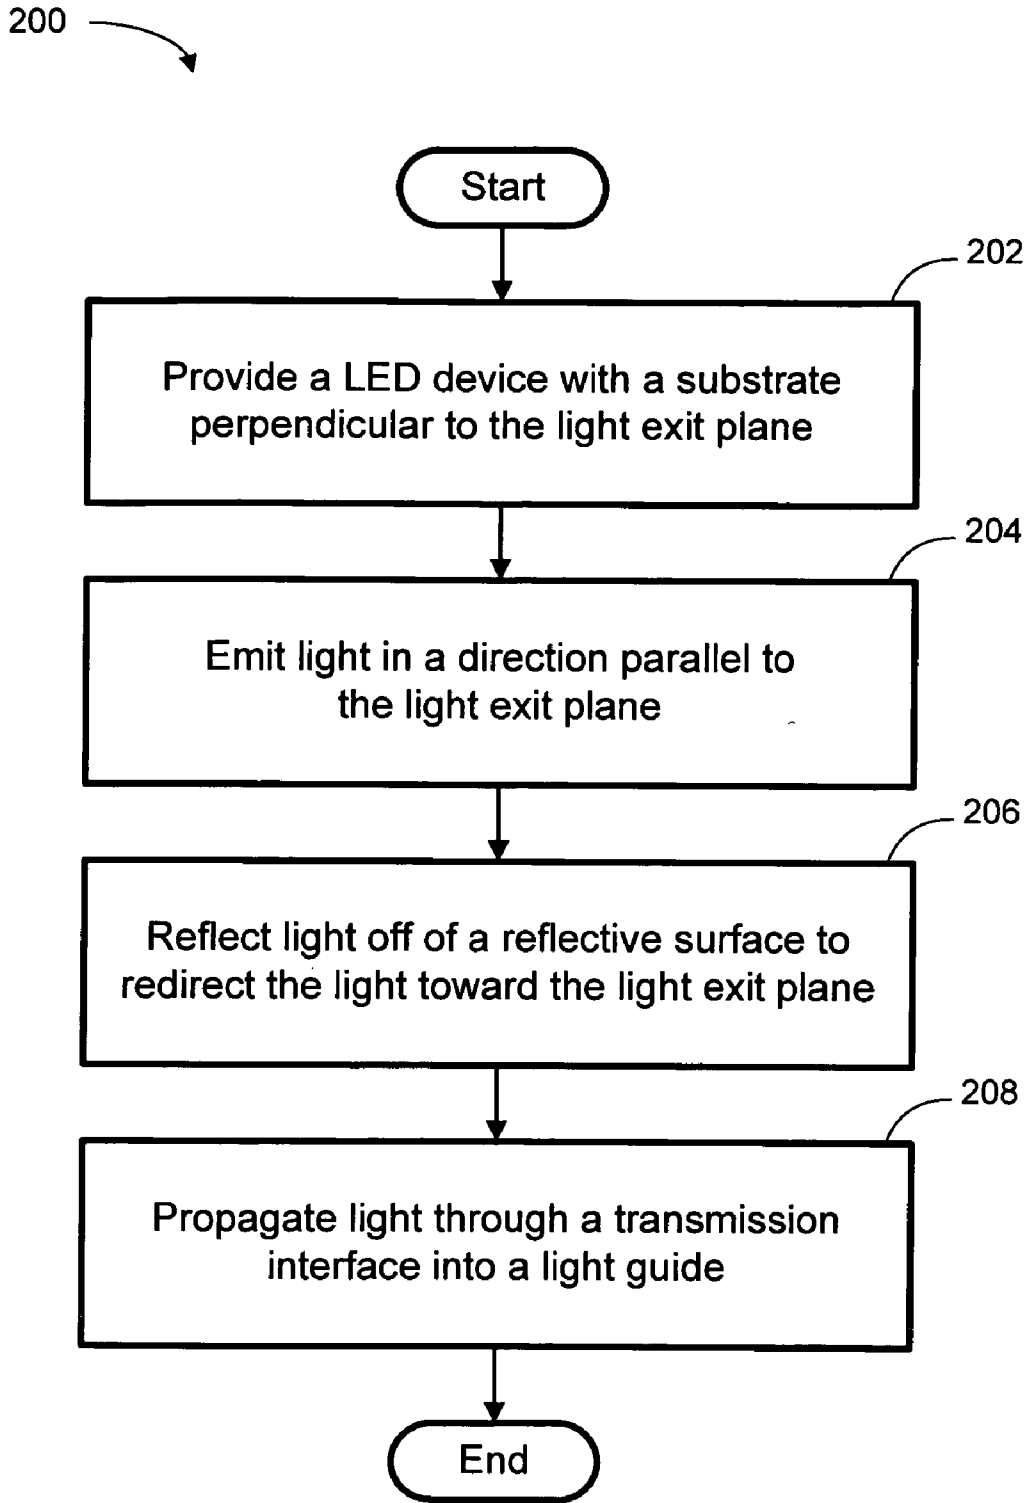 200
Start
202
Provide a LED device with a substrate
perpendicular to the light exit plane
204
Emit light in a direction parallel to
the light exit plane
206
Reflect light off of a reflective surface to
redirect the light toward the light exit plane
208
Propagate light through a transmission
interface into a light guide
End